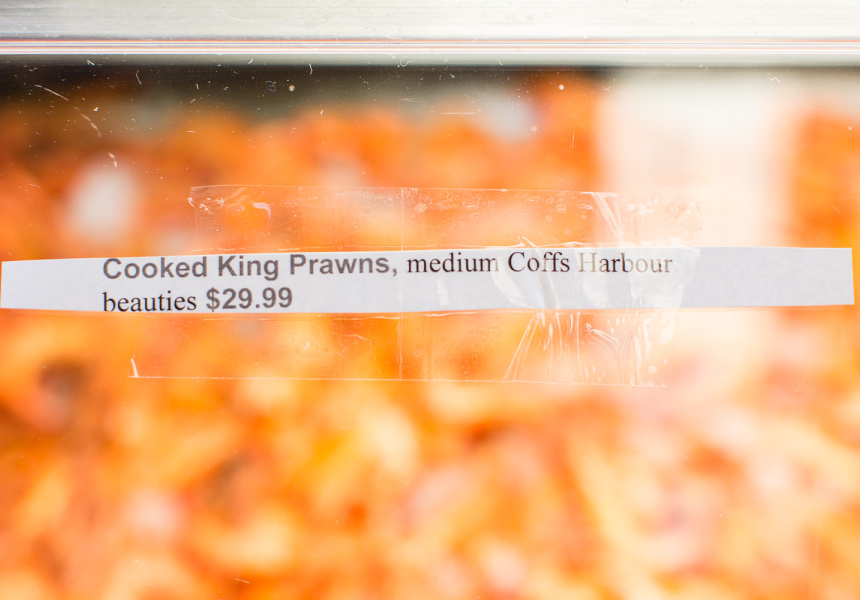 Cooked King Prawns, medium Coffs Harbour
beauties $29.99